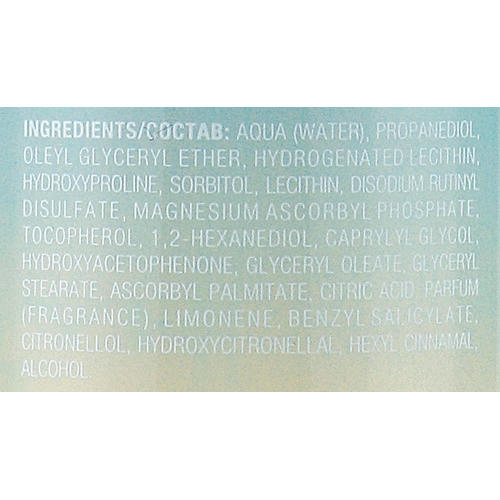 INGREDIENTS/СОСТАВ: AQUA (WATER), PROPANEDIOL,
OLEYL GLYCERYL ETHER, HYDROGENATED LECITHIN,
HYDROXYPROLINE, SORBITOL, LECITHIN, DISODIUM RUTINYL
DISULFATE, MAGNESIUM ASCORBYL PHOSPHATE,
TOCOPHEROL, 1,2-HEXANEDIOL, CAPRYLYL GLYCOL,
HYDROXYACETOPHENONE, GLYCERYL OLEATE, GLYCERYL
STEARATE, ASCORBYL PALMITATE, CITRIC ACID, PARFUM
(FRAGRANCE), LIMONENE, BENZYL SALICYLATE,
CITRONELLOL, HYDROXYCITRONELLAL, HEXYL CINNAMAL,
ALCOHOL.